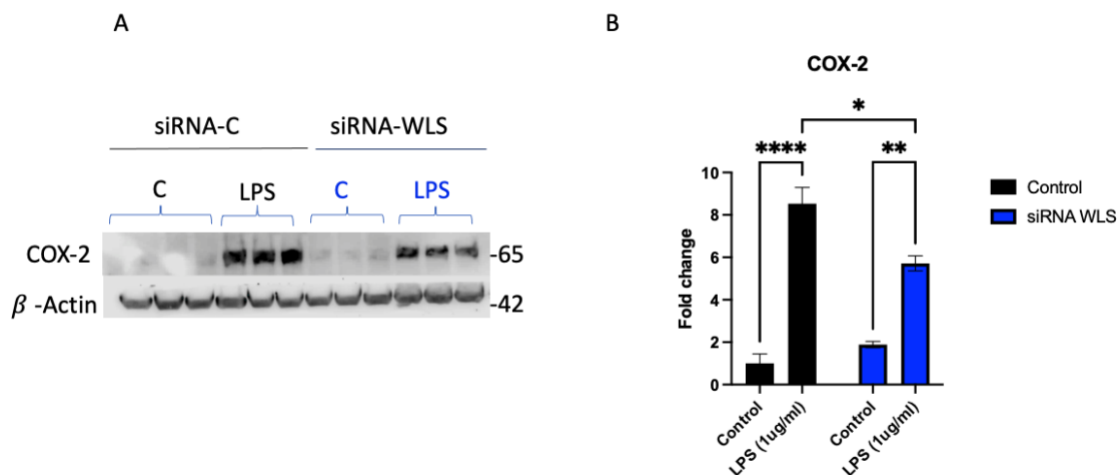 A
siRNA-C
siRNA-WLS
C
LPS
C
LPS
COX-2
-65
β -Actin
-42
B
COX-2
*
****
**
Fold change
10
8
6
4
2
0
Control
LPS (1ug/ml)
Control
LPS (1ug/ml)
Control
siRNA WLS